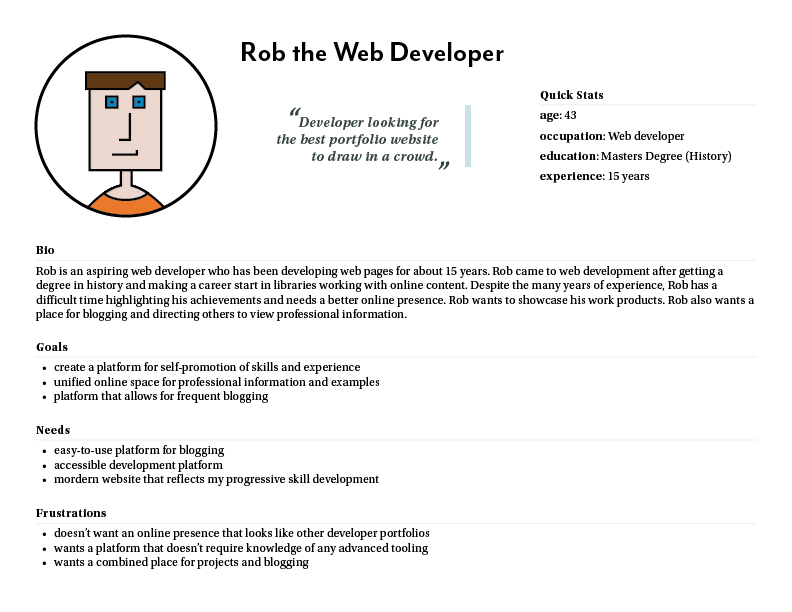 Rob the Web Developer
“Developer looking for
the best portfolio website
to draw in a crowd.„
Quick Stats
age: 43
occupation: Web developer
education: Masters Degree (History)
experience: 15 years
Bio
Rob is an aspiring web developer who has been developing web pages for about 15 years. Rob came to web development after getting a
degree in history and making a career start in libraries working with online content. Despite the many years of experience, Rob has a
difficult time highlighting his achievements and needs a better online presence. Rob wants to showcase his work products. Rob also wants a
place for blogging and directing others to view professional information.
Goals
• create a platform for self-promotion of skills and experience
• unified online space for professional information and examples
• platform that allows for frequent blogging
Needs
• easy-to-use platform for blogging
• accessible development platform
• mordern website that reflects my progressive skill development
Frustrations
• doesn’t want an online presence that looks like other developer portfolios
• wants a platform that doesn’t require knowledge of any advanced tooling
• wants a combined place for projects and blogging